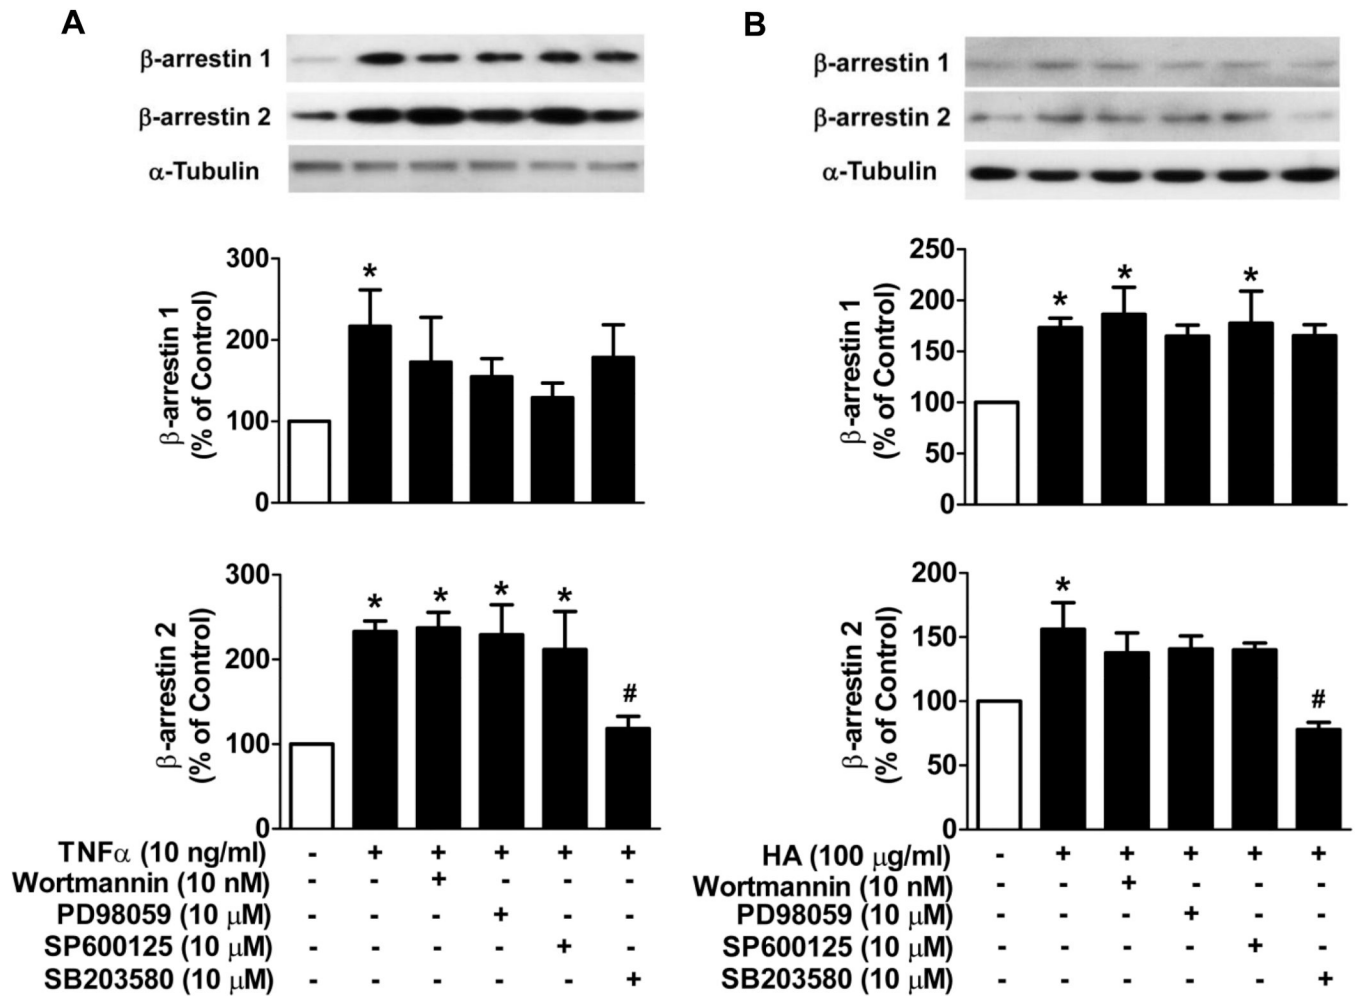 A
β-arrestin 1
β-arrestin 2
α-Tubulin
300
200
100
0
β-arrestin 1
(% of Control)
*
300
200
100
0
β-arrestin 2
(% of Control)
* * * * #
TNFα (10 ng/ml) - + + + + +
Wortmannin (10 nM) - - + - - -
PD98059 (10 μM) - - - + - -
SP600125 (10 μM) - - - - + -
SB203580 (10 μM) - - - - - +
B
β-arrestin 1
β-arrestin 2
α-Tubulin
250
200
150
100
50
0
β-arrestin 1
(% of Control)
* * *
200
150
100
50
0
β-arrestin 2
(% of Control)
* #
HA (100 μg/ml) - + + + + +
Wortmannin (10 nM) - - + - - -
PD98059 (10 μM) - - - + - -
SP600125 (10 μM) - - - - + -
SB203580 (10 μM) - - - - - +